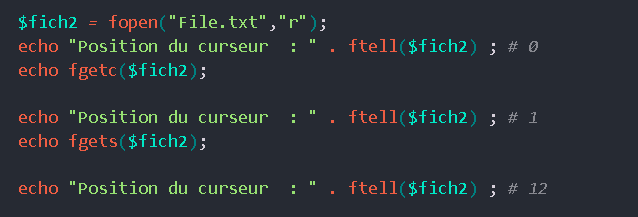 $fich2 = fopen("File.txt","r");
echo "Position du curseur  : " . ftell($fich2) ; # 0
echo fgetc($fich2);
echo "Position du curseur  : " . ftell($fich2) ; # 1
echo fgets($fich2);
echo "Position du curseur  : " . ftell($fich2) ; # 12